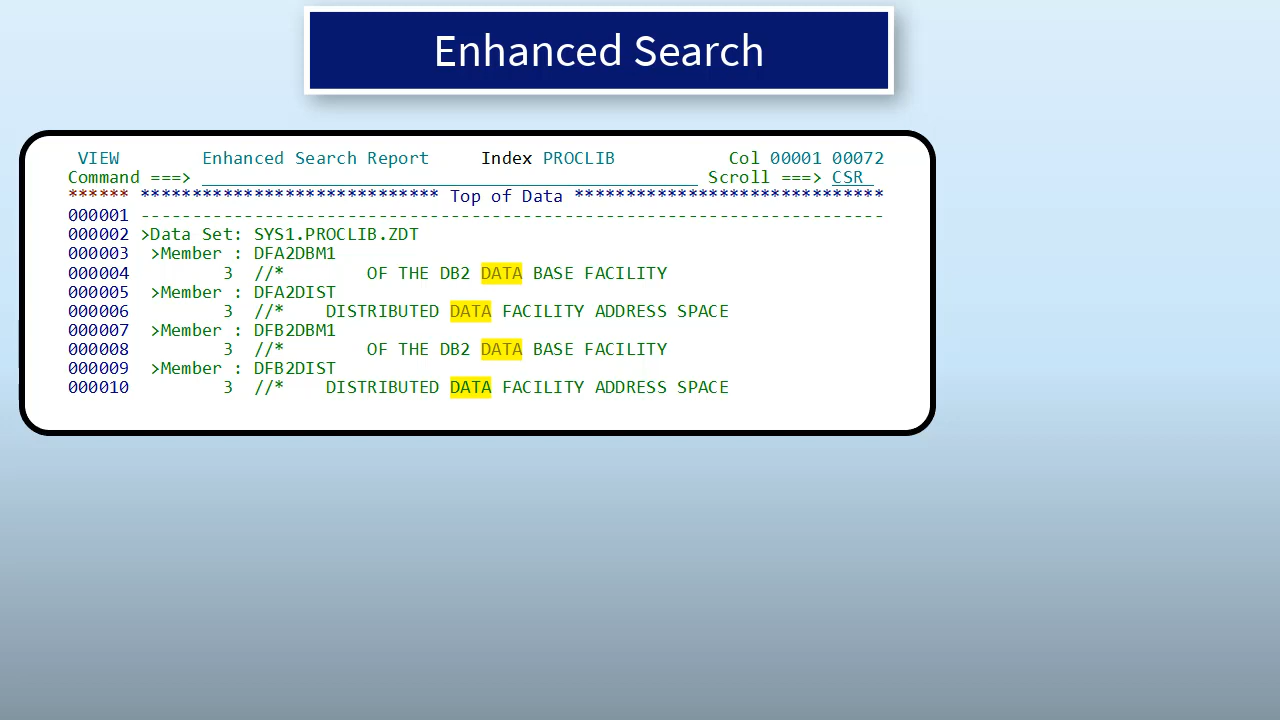 Enhanced Search
VIEW Enhanced Search Report Index PROCLIB Col 00001 00072
Command ===> Scroll ===> CSR
****** ***************************** Top of Data ******************************
000001 ------------------------------------------------------------------------
000002 >Data Set: SYS1.PROCLIB.ZDT
000003 >Member : DFA2DBM1
000004 3 //* OF THE DB2 DATA BASE FACILITY
000005 >Member : DFA2DIST
000006 3 //* DISTRIBUTED DATA FACILITY ADDRESS SPACE
000007 >Member : DFB2DBM1
000008 3 //* OF THE DB2 DATA BASE FACILITY
000009 >Member : DFB2DIST
000010 3 //* DISTRIBUTED DATA FACILITY ADDRESS SPACE